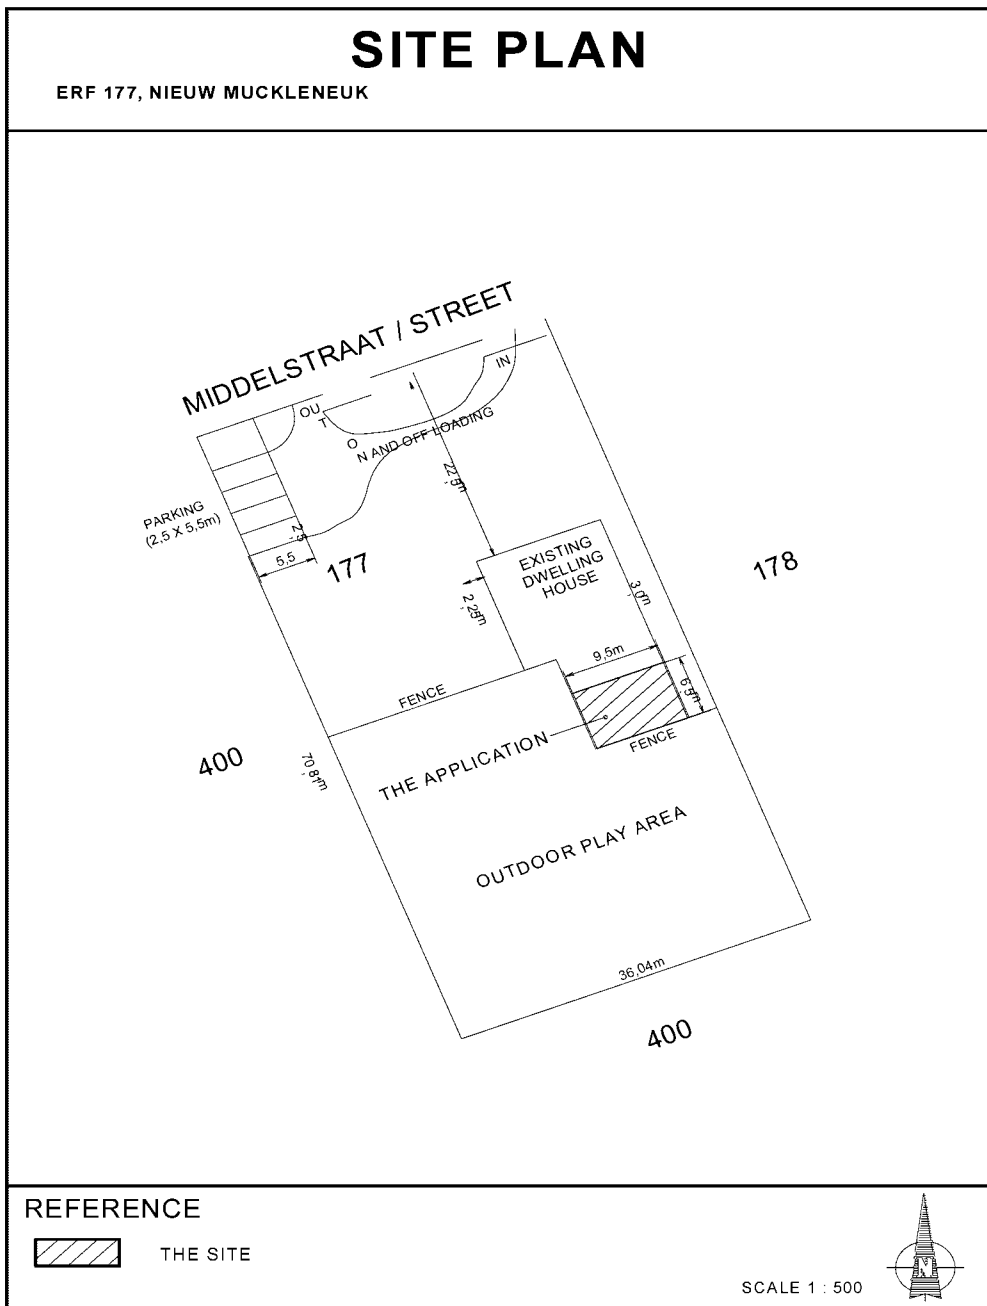 SITE PLAN
ERF 177, NIEUW MUCKLENEUK
MIDDELSTRAAT / STREET
IN
OU
T
O
N AND OFF LOADING
22,5m
PARKING
(2,5 X 5,5m)
2,5
5,5
177
EXISTING
DWELLING
HOUSE
178
2,25m
3,0m
9,5m
6,5m
FENCE
FENCE
400
70,81m
THE APPLICATION
OUTDOOR PLAY AREA
36,04m
400
REFERENCE
THE SITE
N
SCALE 1 : 500